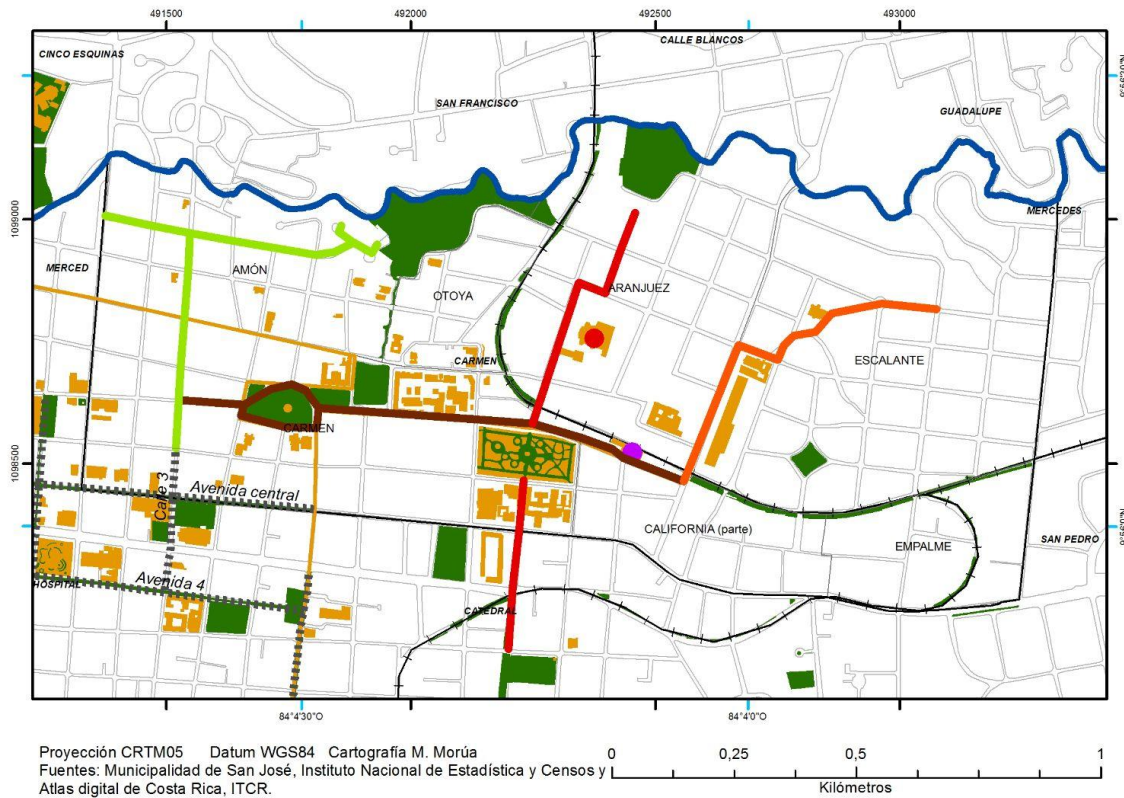 491500 492000 492500 493000
CALLE BLANCOS
CINCO ESQUINAS
SAN FRANCISCO
GUADALUPE
1099000
MERCEDES
MERCED
AMÓN
OTOYA
ARANJUEZ
CARMEN
ESCALANTE
CARMEN
1098500
Calle 3
Avenida central
CALIFORNIA (parte)
EMPALME
SAN PEDRO
9°56'0"N
HOSPITAL
Avenida 4
CATEDRAL
84°4'30"O 84°4'0"O
Proyección CRTM05 Datum WGS84 Cartografía M. Morúa
Fuentes: Municipalidad de San José, Instituto Nacional de Estadística y Censos y
Atlas digital de Costa Rica, ITCR.
0 0,25 0,5 1
Kilómetros